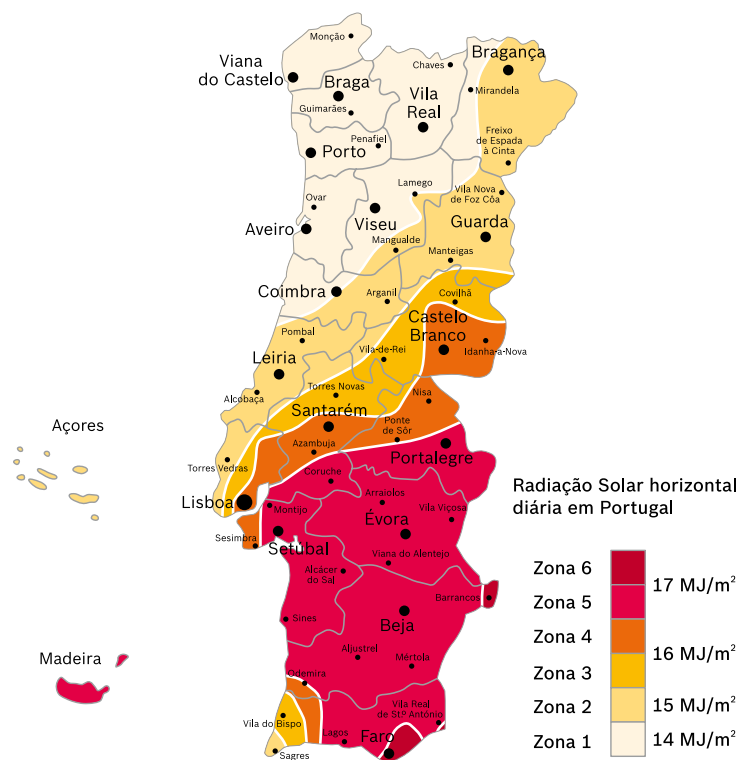 Monção
Viana
do Castelo
Braga
Guimarães
Chaves
Bragança
Mirandela
Vila
Real
Penafiel
Porto
Freixo
de Espada
à Cinta
Lamego
Vila Nova
de Foz Côa
Ovar
Viseu
Aveiro
Guarda
Mangualde
Manteigas
Coimbra
Arganil
Covilhã
Castelo
Branco
Pombal
Vila-de-Rei
Idanha-a-Nova
Leiria
Torres Novas
Nisa
Alcobaça
Santarém
Ponte
de Sôr
Açores
Azambuja
Portalegre
Torres Vedras
Coruche
Lisboa
Montijo
Arraiolos
Vila Viçosa
Évora
Sesimbra
Setúbal
Viana do Alentejo
Alcácer
do Sal
Barrancos
Beja
Sines
Madeira
Aljustrel
Mértola
Odemira
Vila do Bispo
Vila Real
de Stº António
Lagos
Faro
Sagres
Radiação Solar horizontal
diária em Portugal
Zona 6
17 MJ/m²
Zona 5
Zona 4
16 MJ/m²
Zona 3
Zona 2
15 MJ/m²
Zona 1
14 MJ/m²